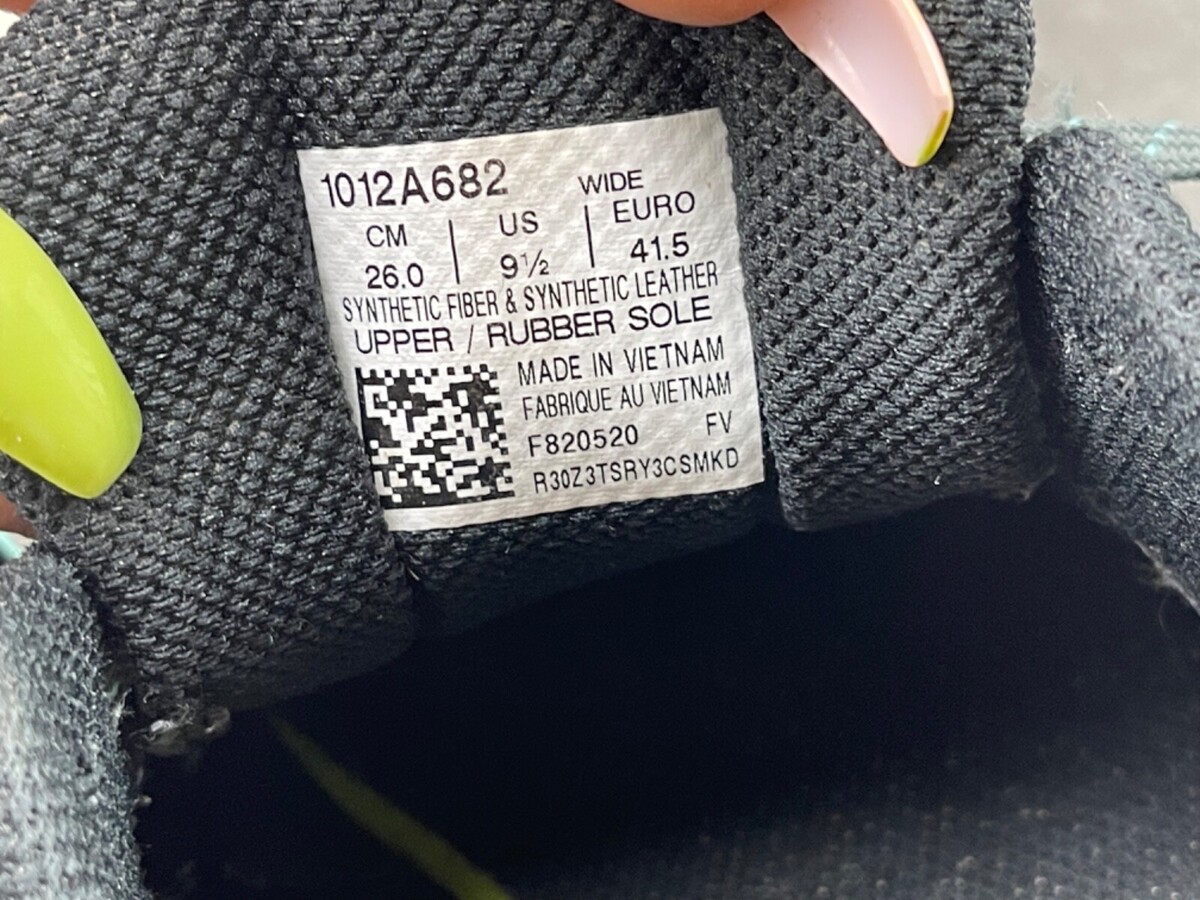 1012A682 WIDE
CM | US | EURO
26.0 | 9½ | 41.5
SYNTHETIC FIBER & SYNTHETIC LEATHER
UPPER / RUBBER SOLE
MADE IN VIETNAM
FABRIQUE AU VIETNAM
F820520 FV
R30Z3TSRY3CSMKD